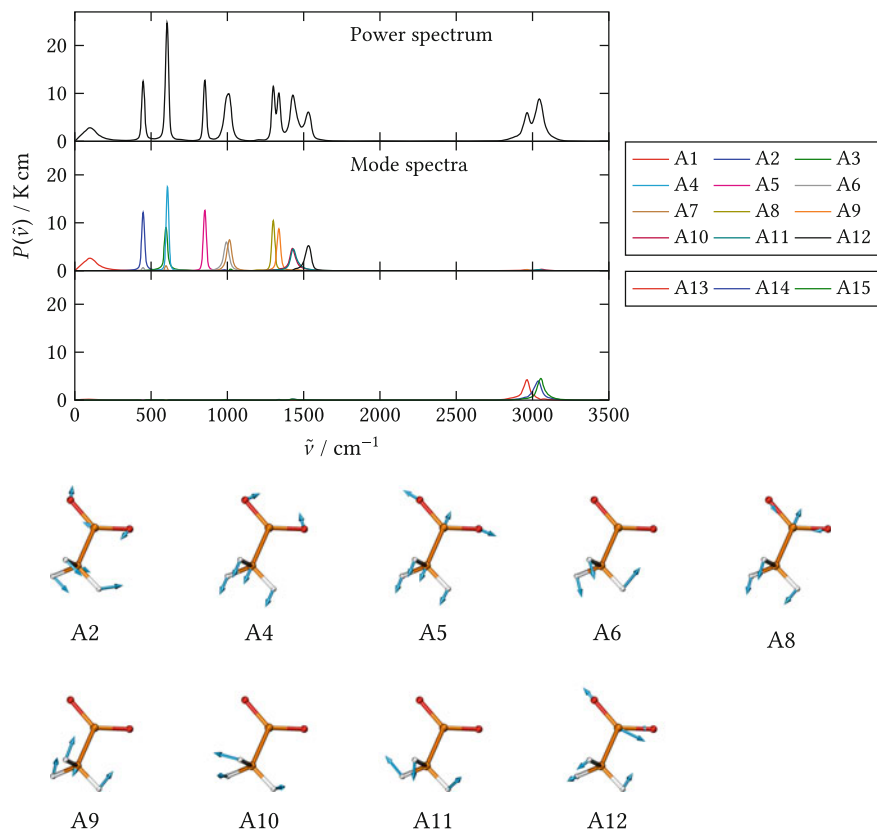 Power spectrum
20
10
0
Mode spectra
20
10
0
20
10
0
P(ν̃) / K cm
0 500 1000 1500 2000 2500 3000 3500
ν̃ / cm⁻¹
A1 A2 A3
A4 A5 A6
A7 A8 A9
A10 A11 A12
A13 A14 A15
A2 A4 A5 A6 A8
A9 A10 A11 A12